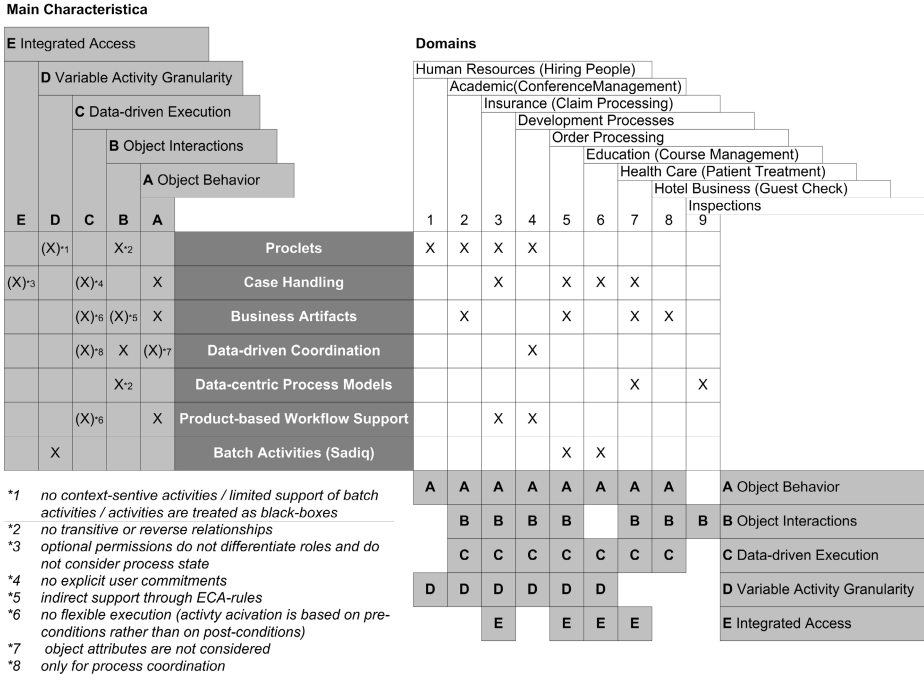 Main Characteristica
E Integrated Access
D Variable Activity Granularity
C Data-driven Execution
B Object Interactions
A Object Behavior
Domains
Human Resources (Hiring People)
Academic(ConferenceManagement)
Insurance (Claim Processing)
Development Processes
Order Processing
Education (Course Management)
Health Care (Patient Treatment)
Hotel Business (Guest Check)
Inspections
E D C B A 1 2 3 4 5 6 7 8 9
(X)*1 X*2 Proclets X X X X
(X)*3 (X)*4 X Case Handling X X X X
(X)*6 (X)*5 X Business Artifacts X X X X
(X)*8 X (X)*7 Data-driven Coordination X
X*2 Data-centric Process Models X X
(X)*6 X Product-based Workflow Support X X
X Batch Activities (Sadiq) X X
A A A A A A A A A Object Behavior
B B B B B B B B Object Interactions
C C C C C C C C Data-driven Execution
D D D D D D D Variable Activity Granularity
E E E E E Integrated Access
*1 no context-sentive activities / limited support of batch
activities / activities are treated as black-boxes
*2 no transitive or reverse relationships
*3 optional permissions do not differentiate roles and do
not consider process state
*4 no explicit user commitments
*5 indirect support through ECA-rules
*6 no flexible execution (activty acivation is based on pre-
conditions rather than on post-conditions)
*7 object attributes are not considered
*8 only for process coordination